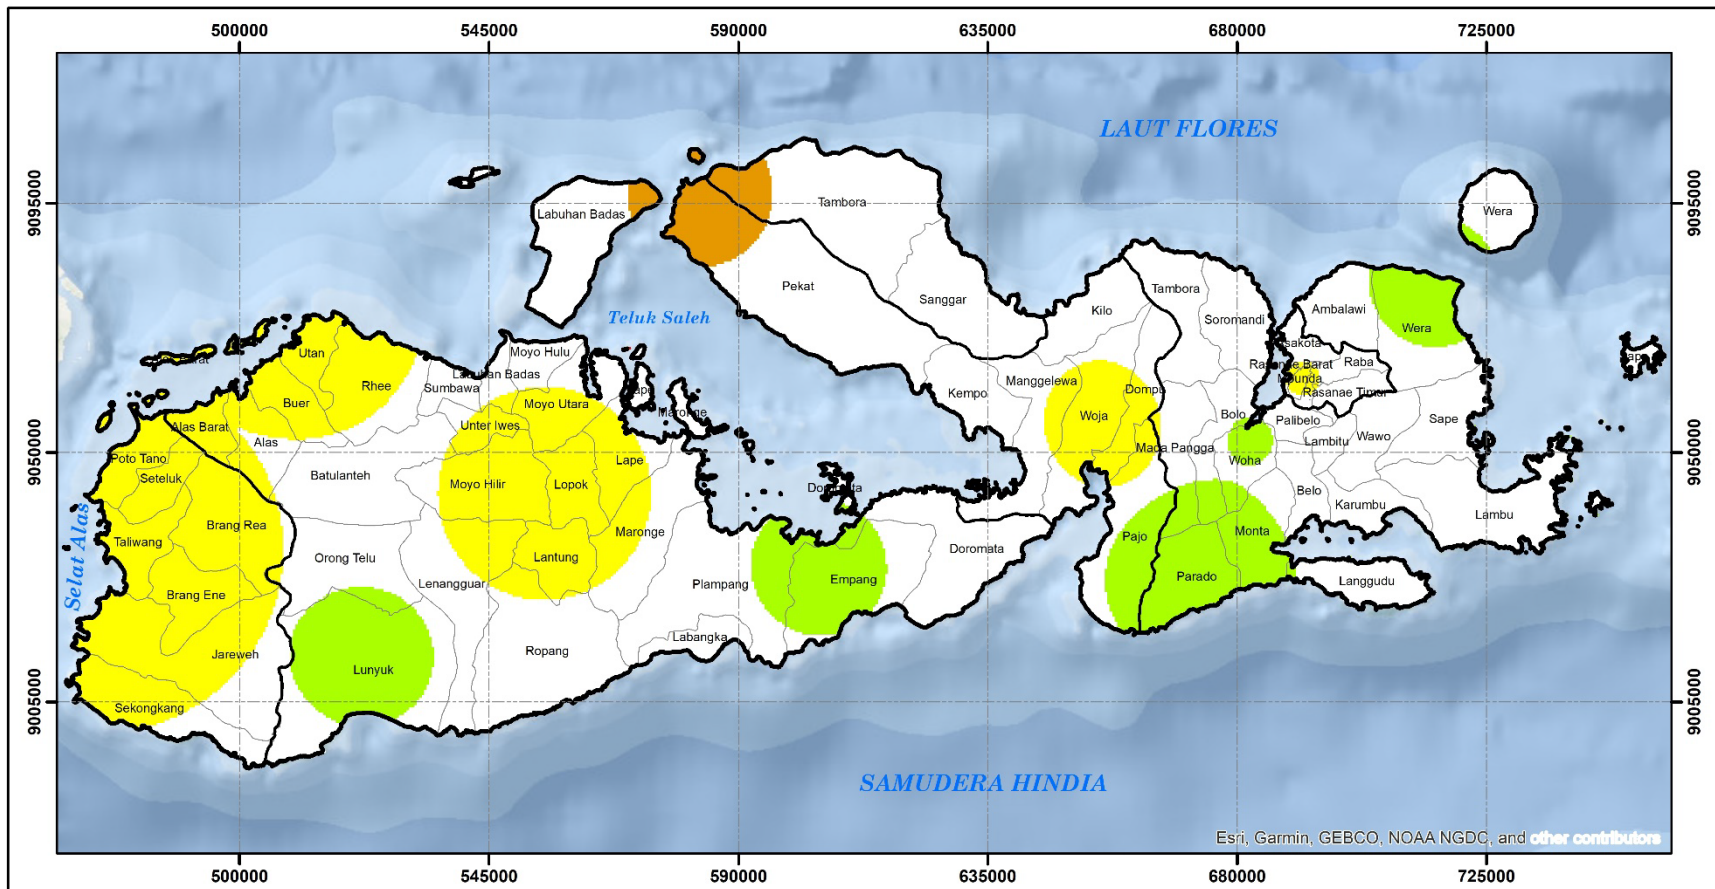 500000 545000 590000 635000 680000 725000
LAUT FLORES
9095000 9095000
Labuhan Badas Tambora Wera
Pekat Sanggar Kilo Tambora
Teluk Saleh
Soromandi Ambalawi Wera
Utan Moyo Hulu
Rasanae Barat Raba
Rhee Sumbawa Labuhan Badas
Manggelewa Dompu Mpunda
Kempo Rasanae Timur
Buer Moyo Utara Maronge
Alas Barat Unter Iwes Woja Bolo Palibelo Sape
Alas Lambitu Wawo
9050000 9050000
Poto Tano Batulanteh Lape Mada Pangga Woha
Seteluk Moyo Hilir Lopok Belo Karumbu
Lambu
Brang Rea Maronge Monta
Taliwang Pajo
Selat Alas
Orong Telu Lantung Doromata
Lenangguar Plampang Empang Parado Langgudu
Brang Ene
Labangka
Jareweh Ropang
Lunyuk
9005000 9005000
Sekongkang
SAMUDERA HINDIA
Esri, Garmin, GEBCO, NOAA NGDC, and other contributors
500000 545000 590000 635000 680000 725000